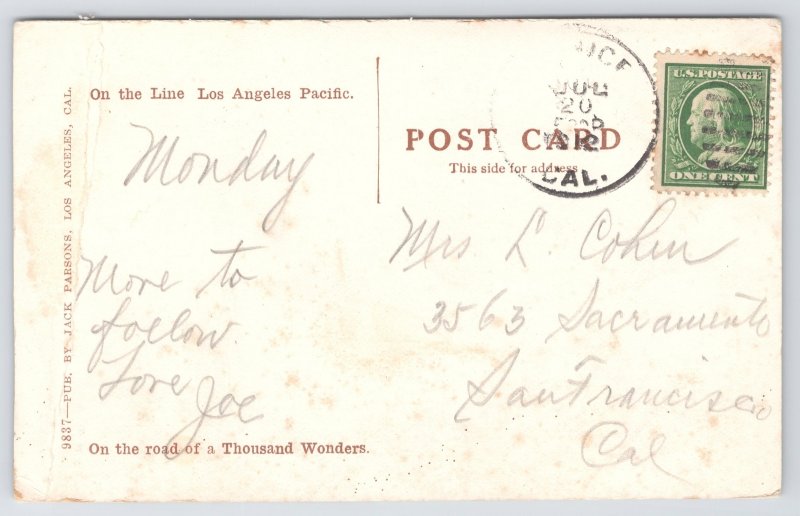 On the Line Los Angeles Pacific.
Monday
More to
follow.
Love Joe
On the road of a Thousand Wonders.
9837—PUB. BY JACK PARSONS, LOS ANGELES, CAL.
POST CARD
This side for address
20
CAL.
U.S. POSTAGE
ONE CENT
Mrs L. Cohen
3563 Sacramento
San Francisco
Cal